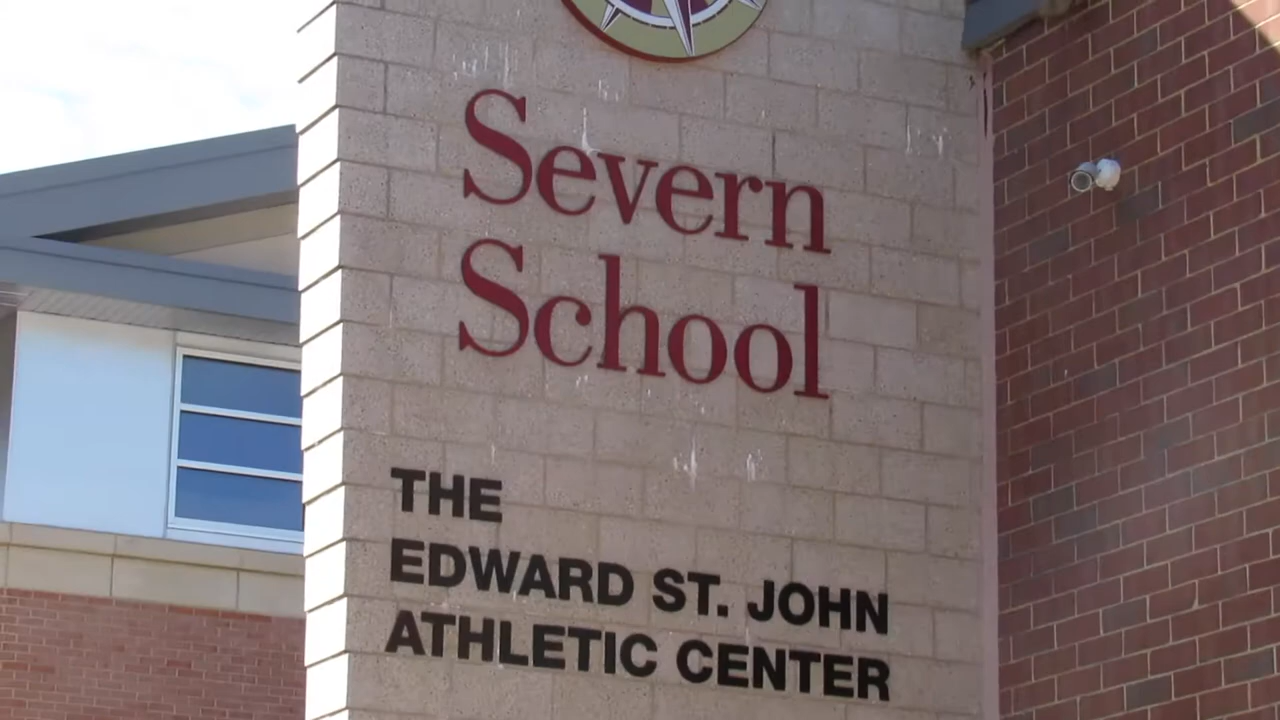 Severn
School
THE
EDWARD ST. JOHN
ATHLETIC CENTER